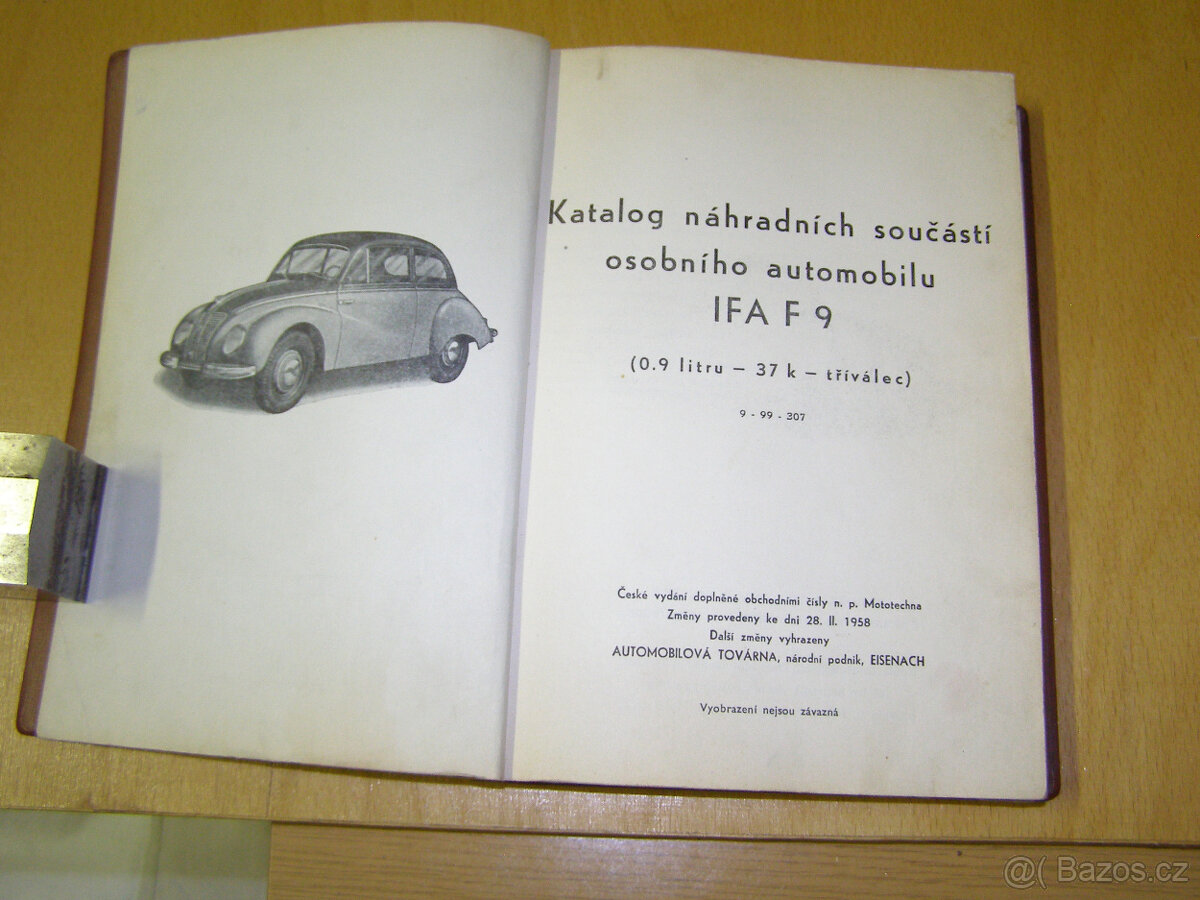 Katalog náhradních součástí
osobního automobilu
IFA F 9
(0.9 litru – 37 k – tříválec)
9 - 99 - 307
České vydání doplněné obchodními čísly n. p. Mototechna
Změny provedeny ke dni 28. II. 1958
Další změny vyhrazeny
AUTOMOBILOVÁ TOVÁRNA, národní podnik, EISENACH
Vyobrazení nejsou závazná
@( Bazos.cz